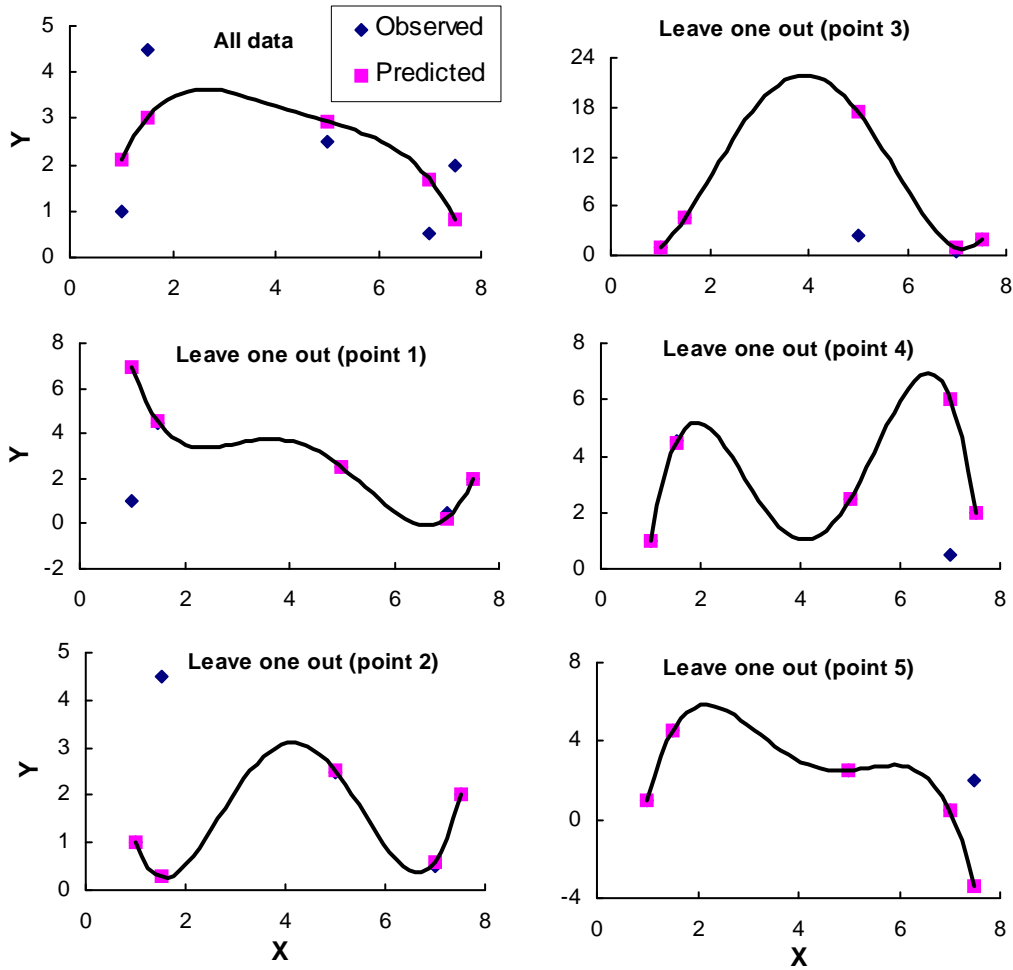 All data
Observed
Predicted
Y
5
4
3
2
1
0
0 2 4 6 8
Leave one out (point 3)
24
18
12
6
0
0 2 4 6 8
Leave one out (point 1)
Y
8
6
4
2
0
-2
0 2 4 6 8
Leave one out (point 4)
8
6
4
2
0
0 2 4 6 8
Leave one out (point 2)
Y
5
4
3
2
1
0
0 2 4 6 8
X
Leave one out (point 5)
8
4
0
-4
0 2 4 6 8
X